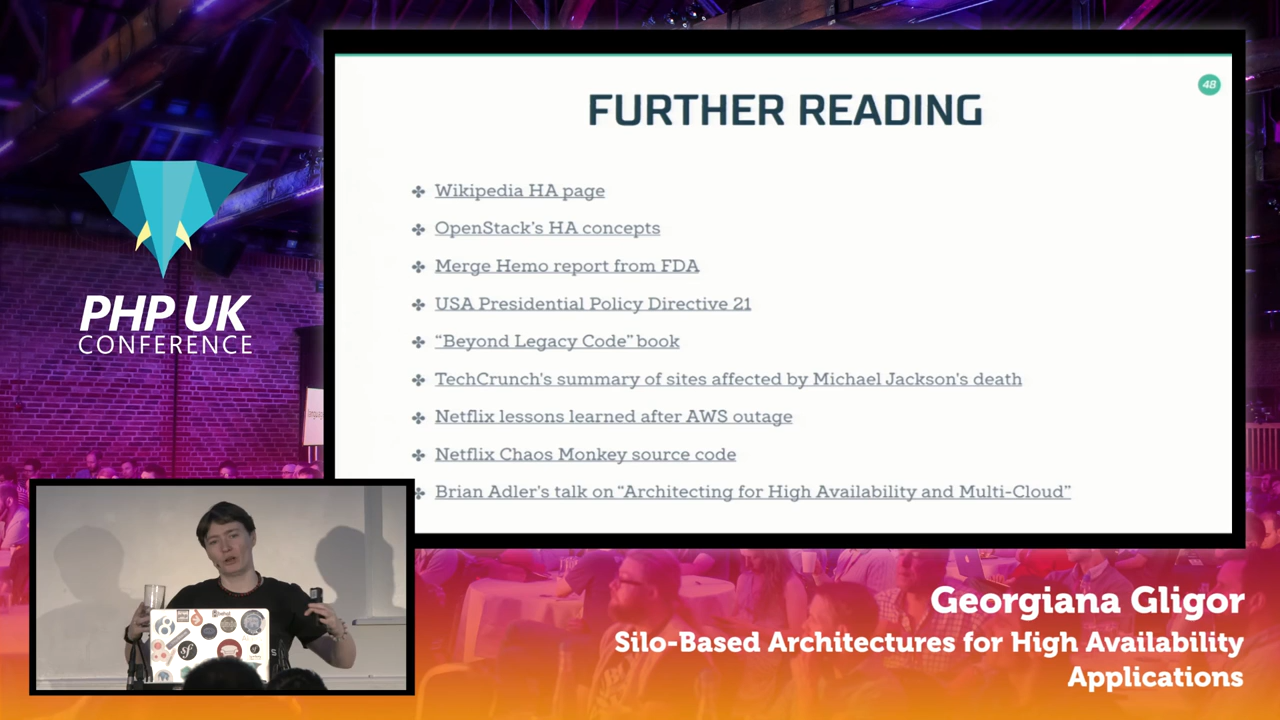 48
FURTHER READING
Wikipedia HA page
OpenStack's HA concepts
Merge Hemo report from FDA
USA Presidential Policy Directive 21
“Beyond Legacy Code” book
TechCrunch's summary of sites affected by Michael Jackson's death
Netflix lessons learned after AWS outage
Netflix Chaos Monkey source code
Brian Adler's talk on “Architecting for High Availability and Multi-Cloud”
PHP UK
CONFERENCE
Georgiana Gligor
Silo-Based Architectures for High Availability
Applications